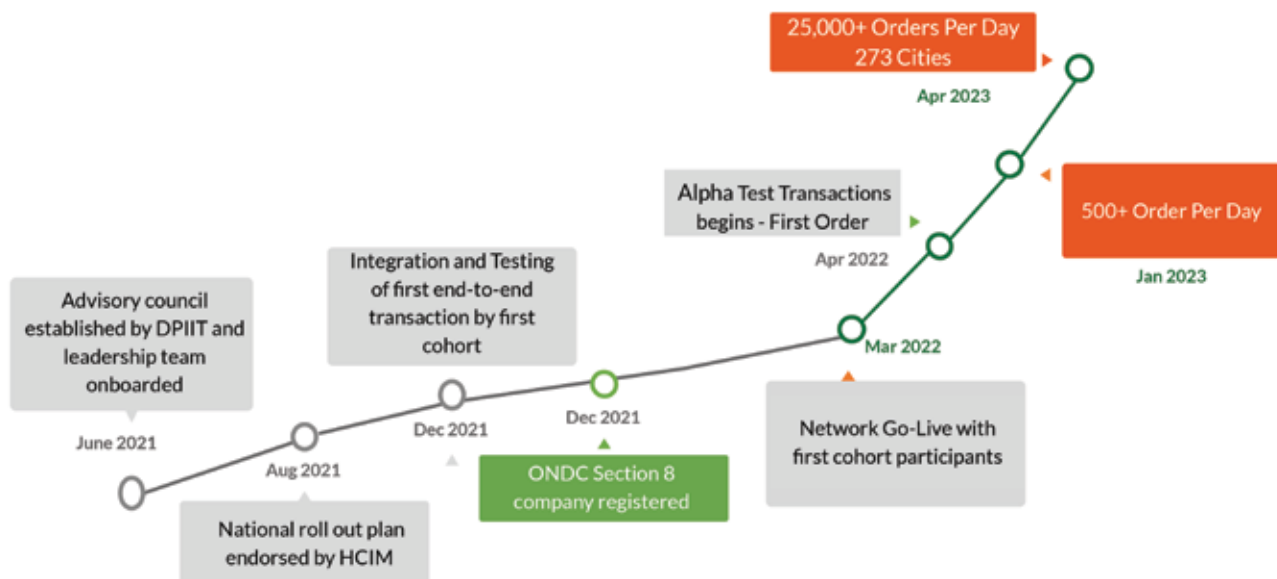 25,000+ Orders Per Day
273 Cities
Apr 2023
Alpha Test Transactions
begins - First Order
Apr 2022
500+ Order Per Day
Jan 2023
Integration and Testing
of first end-to-end
transaction by first
cohort
Dec 2021
Advisory council
established by DPIIT and
leadership team
onboarded
June 2021
Mar 2022
Dec 2021
Network Go-Live with
first cohort participants
Aug 2021
ONDC Section 8
company registered
National roll out plan
endorsed by HCIM